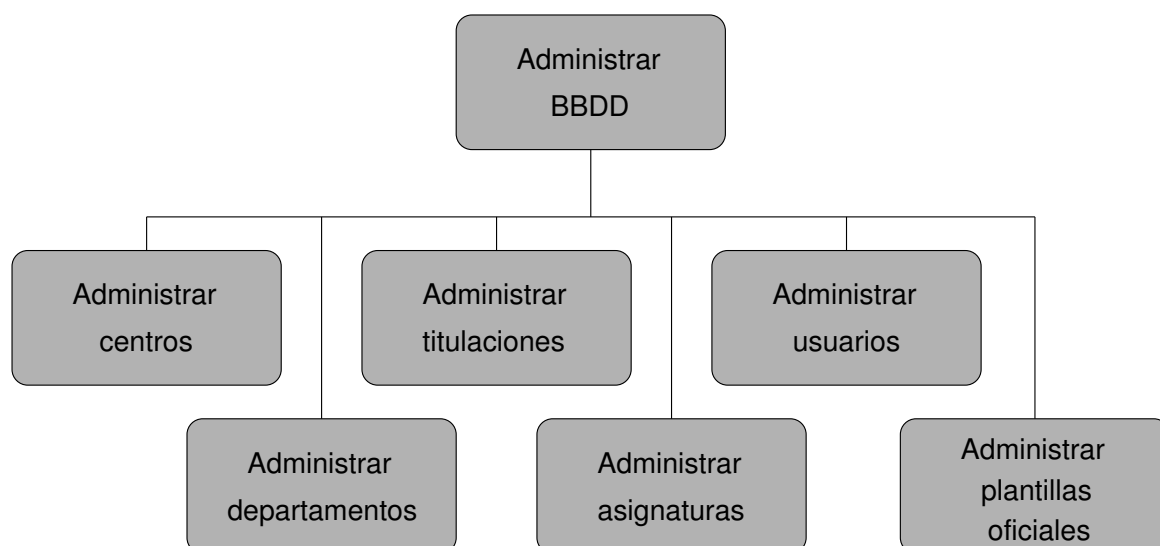 Administrar
BBDD
Administrar
centros
Administrar
titulaciones
Administrar
usuarios
Administrar
departamentos
Administrar
asignaturas
Administrar
plantillas
oficiales